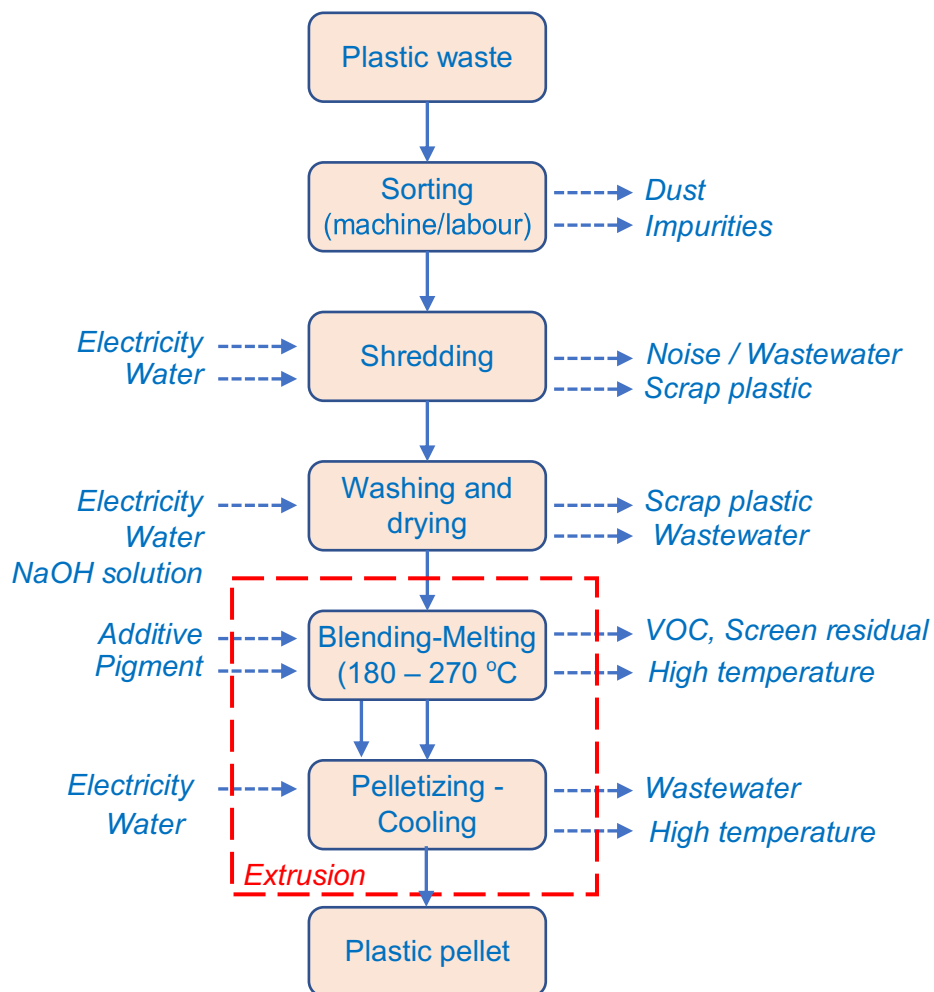 Plastic waste
Sorting
(machine/labour)
Dust
Impurities
Electricity
Water
Shredding
Noise / Wastewater
Scrap plastic
Electricity
Water
NaOH solution
Washing and
drying
Scrap plastic
Wastewater
Additive
Pigment
Blending-Melting
(180 – 270 °C
VOC, Screen residual
High temperature
Electricity
Water
Pelletizing -
Cooling
Wastewater
High temperature
Extrusion
Plastic pellet